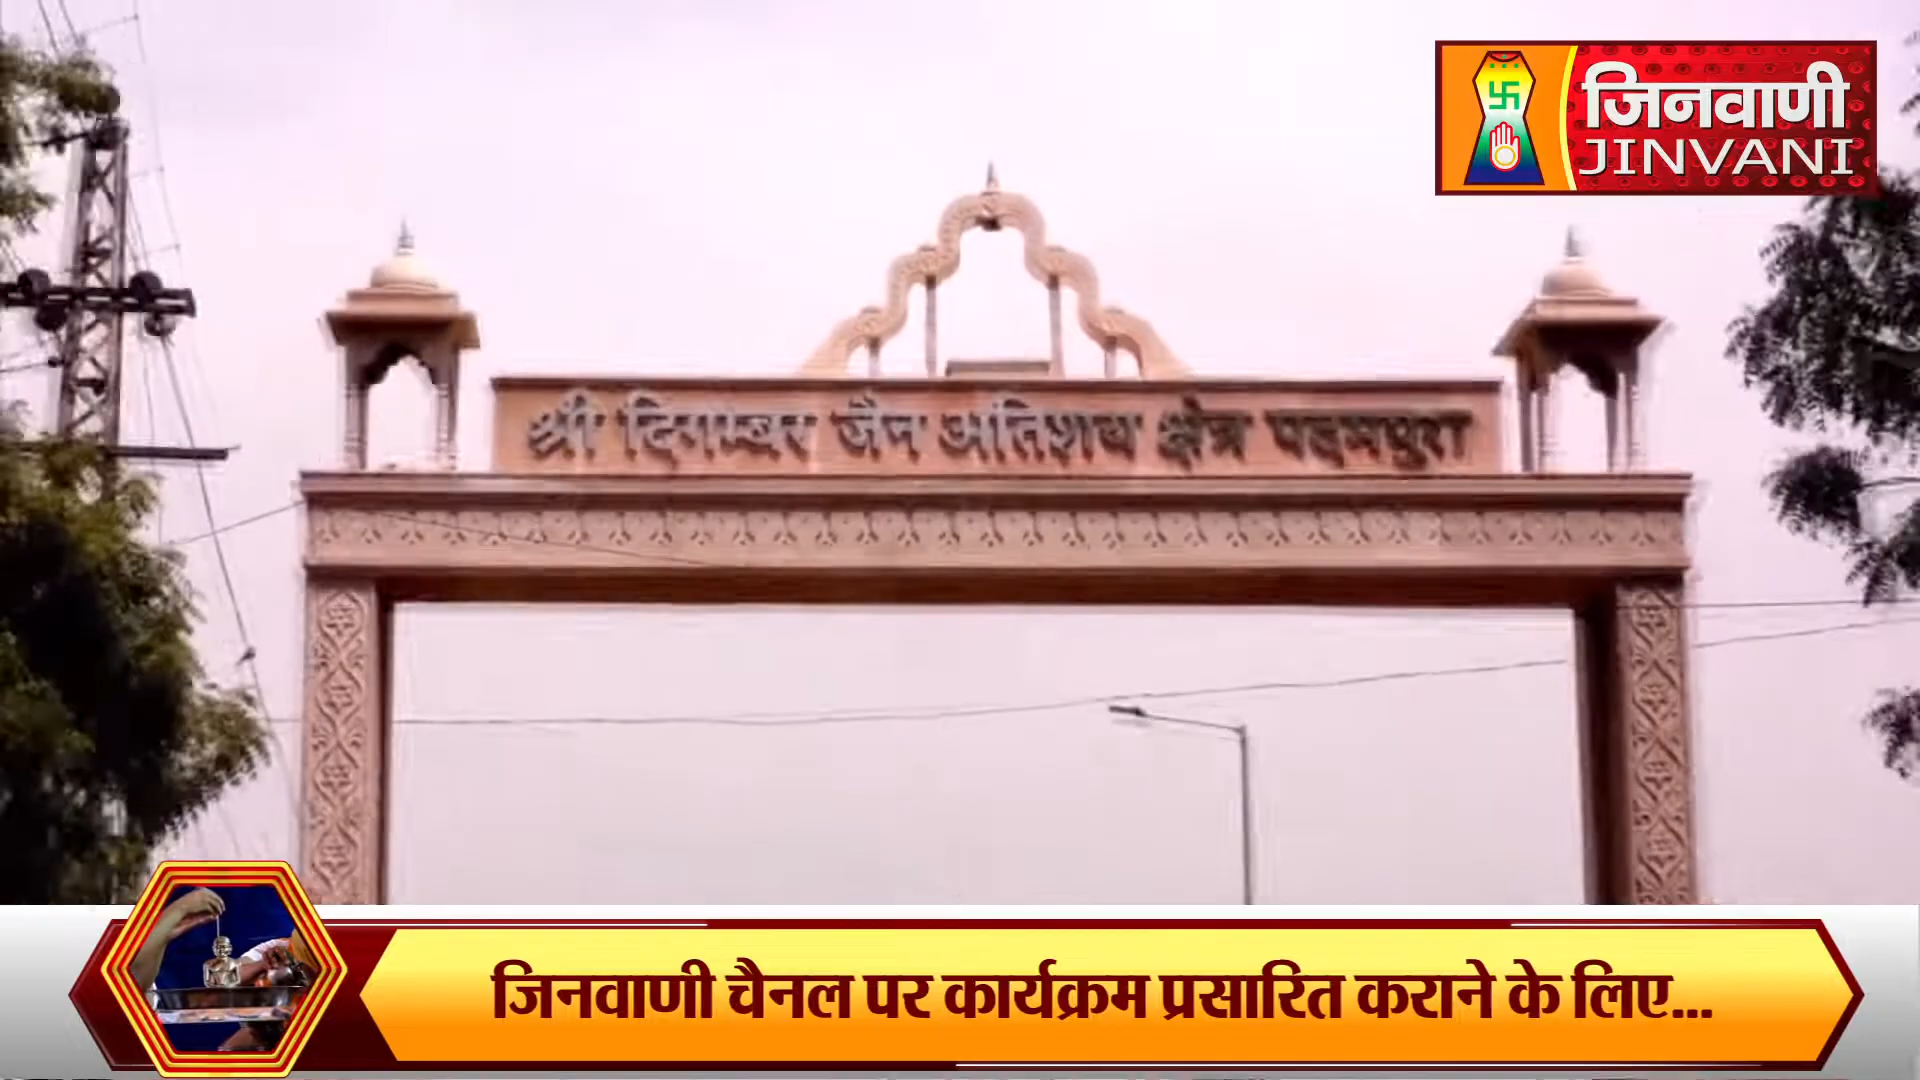 जिनवाणी
JINVANI
श्री दिगम्बर जैन अतिशय क्षेत्र पदमपुरा
जिनवाणी चैनल पर कार्यक्रम प्रसारित कराने के लिए...